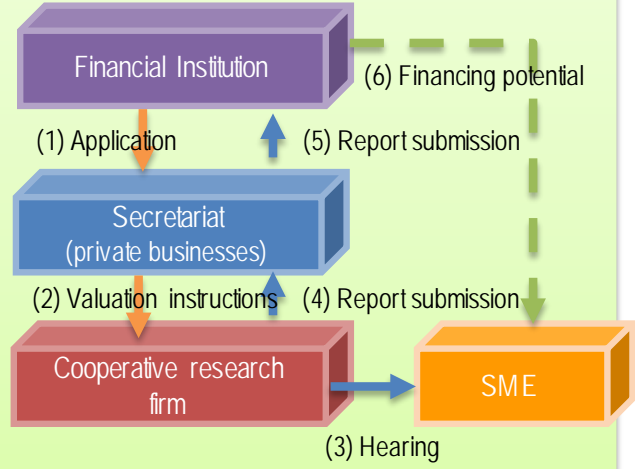 Financial Institution
(6) Financing potential
(1) Application
(5) Report submission
Secretariat
(private businesses)
(2) Valuation instructions
(4) Report submission
Cooperative research
firm
SME
(3) Hearing